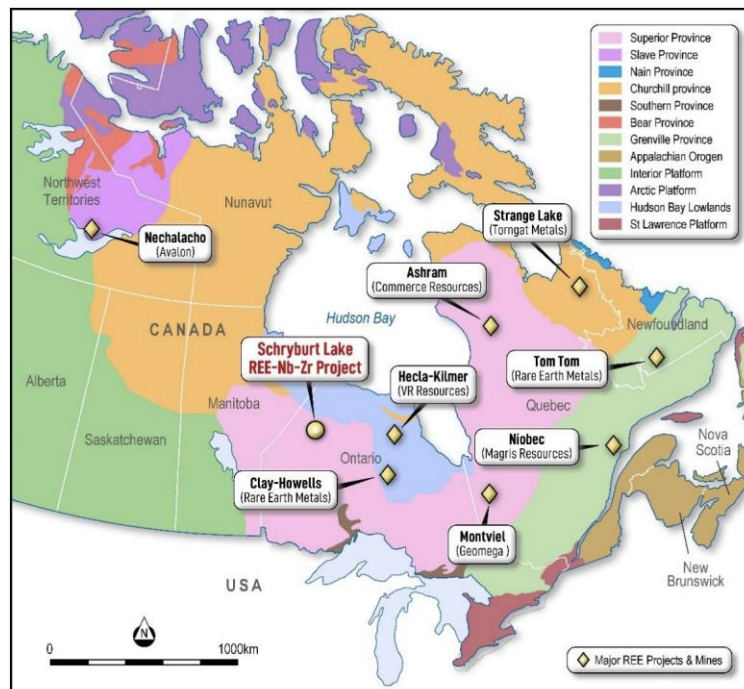 Superior Province
Slave Province
Nain Province
Churchill province
Southern Province
Bear Province
Grenville Province
Appalachian Orogen
Interior Platform
Arctic Platform
Hudson Bay Lowlands
St Lawrence Platform
Northwest
Territories
Nunavut
Nechalacho
(Avalon)
Strange Lake
(Torngat Metals)
Ashram
(Commerce Resources)
Hudson Bay
CANADA
Newfoundland
Schryburt Lake
REE-Nb-Zr Project
Tom Tom
(Rare Earth Metals)
Alberta
Manitoba
Hecla-Kilmer
(VR Resources)
Quebec
Saskatchewan
Niobec
(Magris Resources)
Nova
Scotia
Ontario
Clay-Howells
(Rare Earth Metals)
Montviel
(Geomega )
New
Brunswick
USA
N
0
1000km
Major REE Projects & Mines